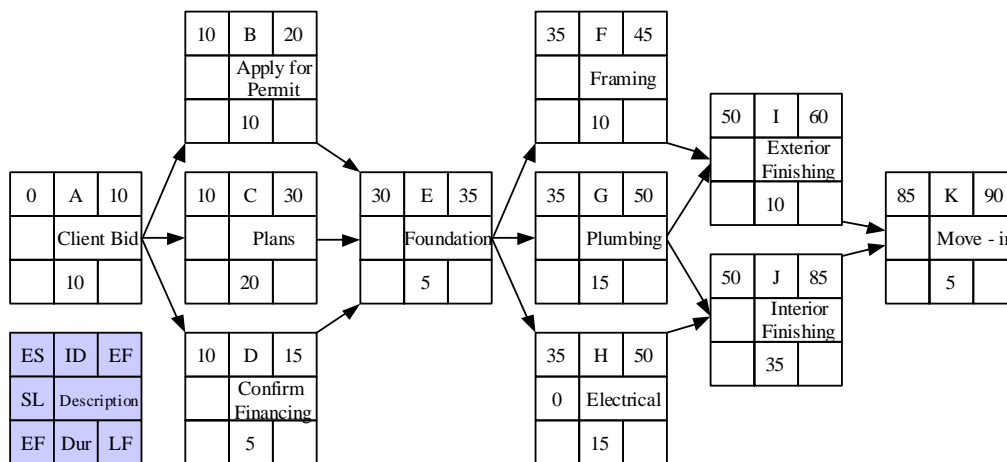 10 B 20
Apply for
Permit
10
35 F 45
Framing
10
50 I 60
Exterior
Finishing
10
0 A 10
Client Bid
10
10 C 30
Plans
20
30 E 35
Foundation
5
35 G 50
Plumbing
15
85 K 90
Move - in
5
50 J 85
Interior
Finishing
35
ES ID EF
SL Description
EF Dur LF
10 D 15
Confirm
Financing
5
35 H 50
0 Electrical
15